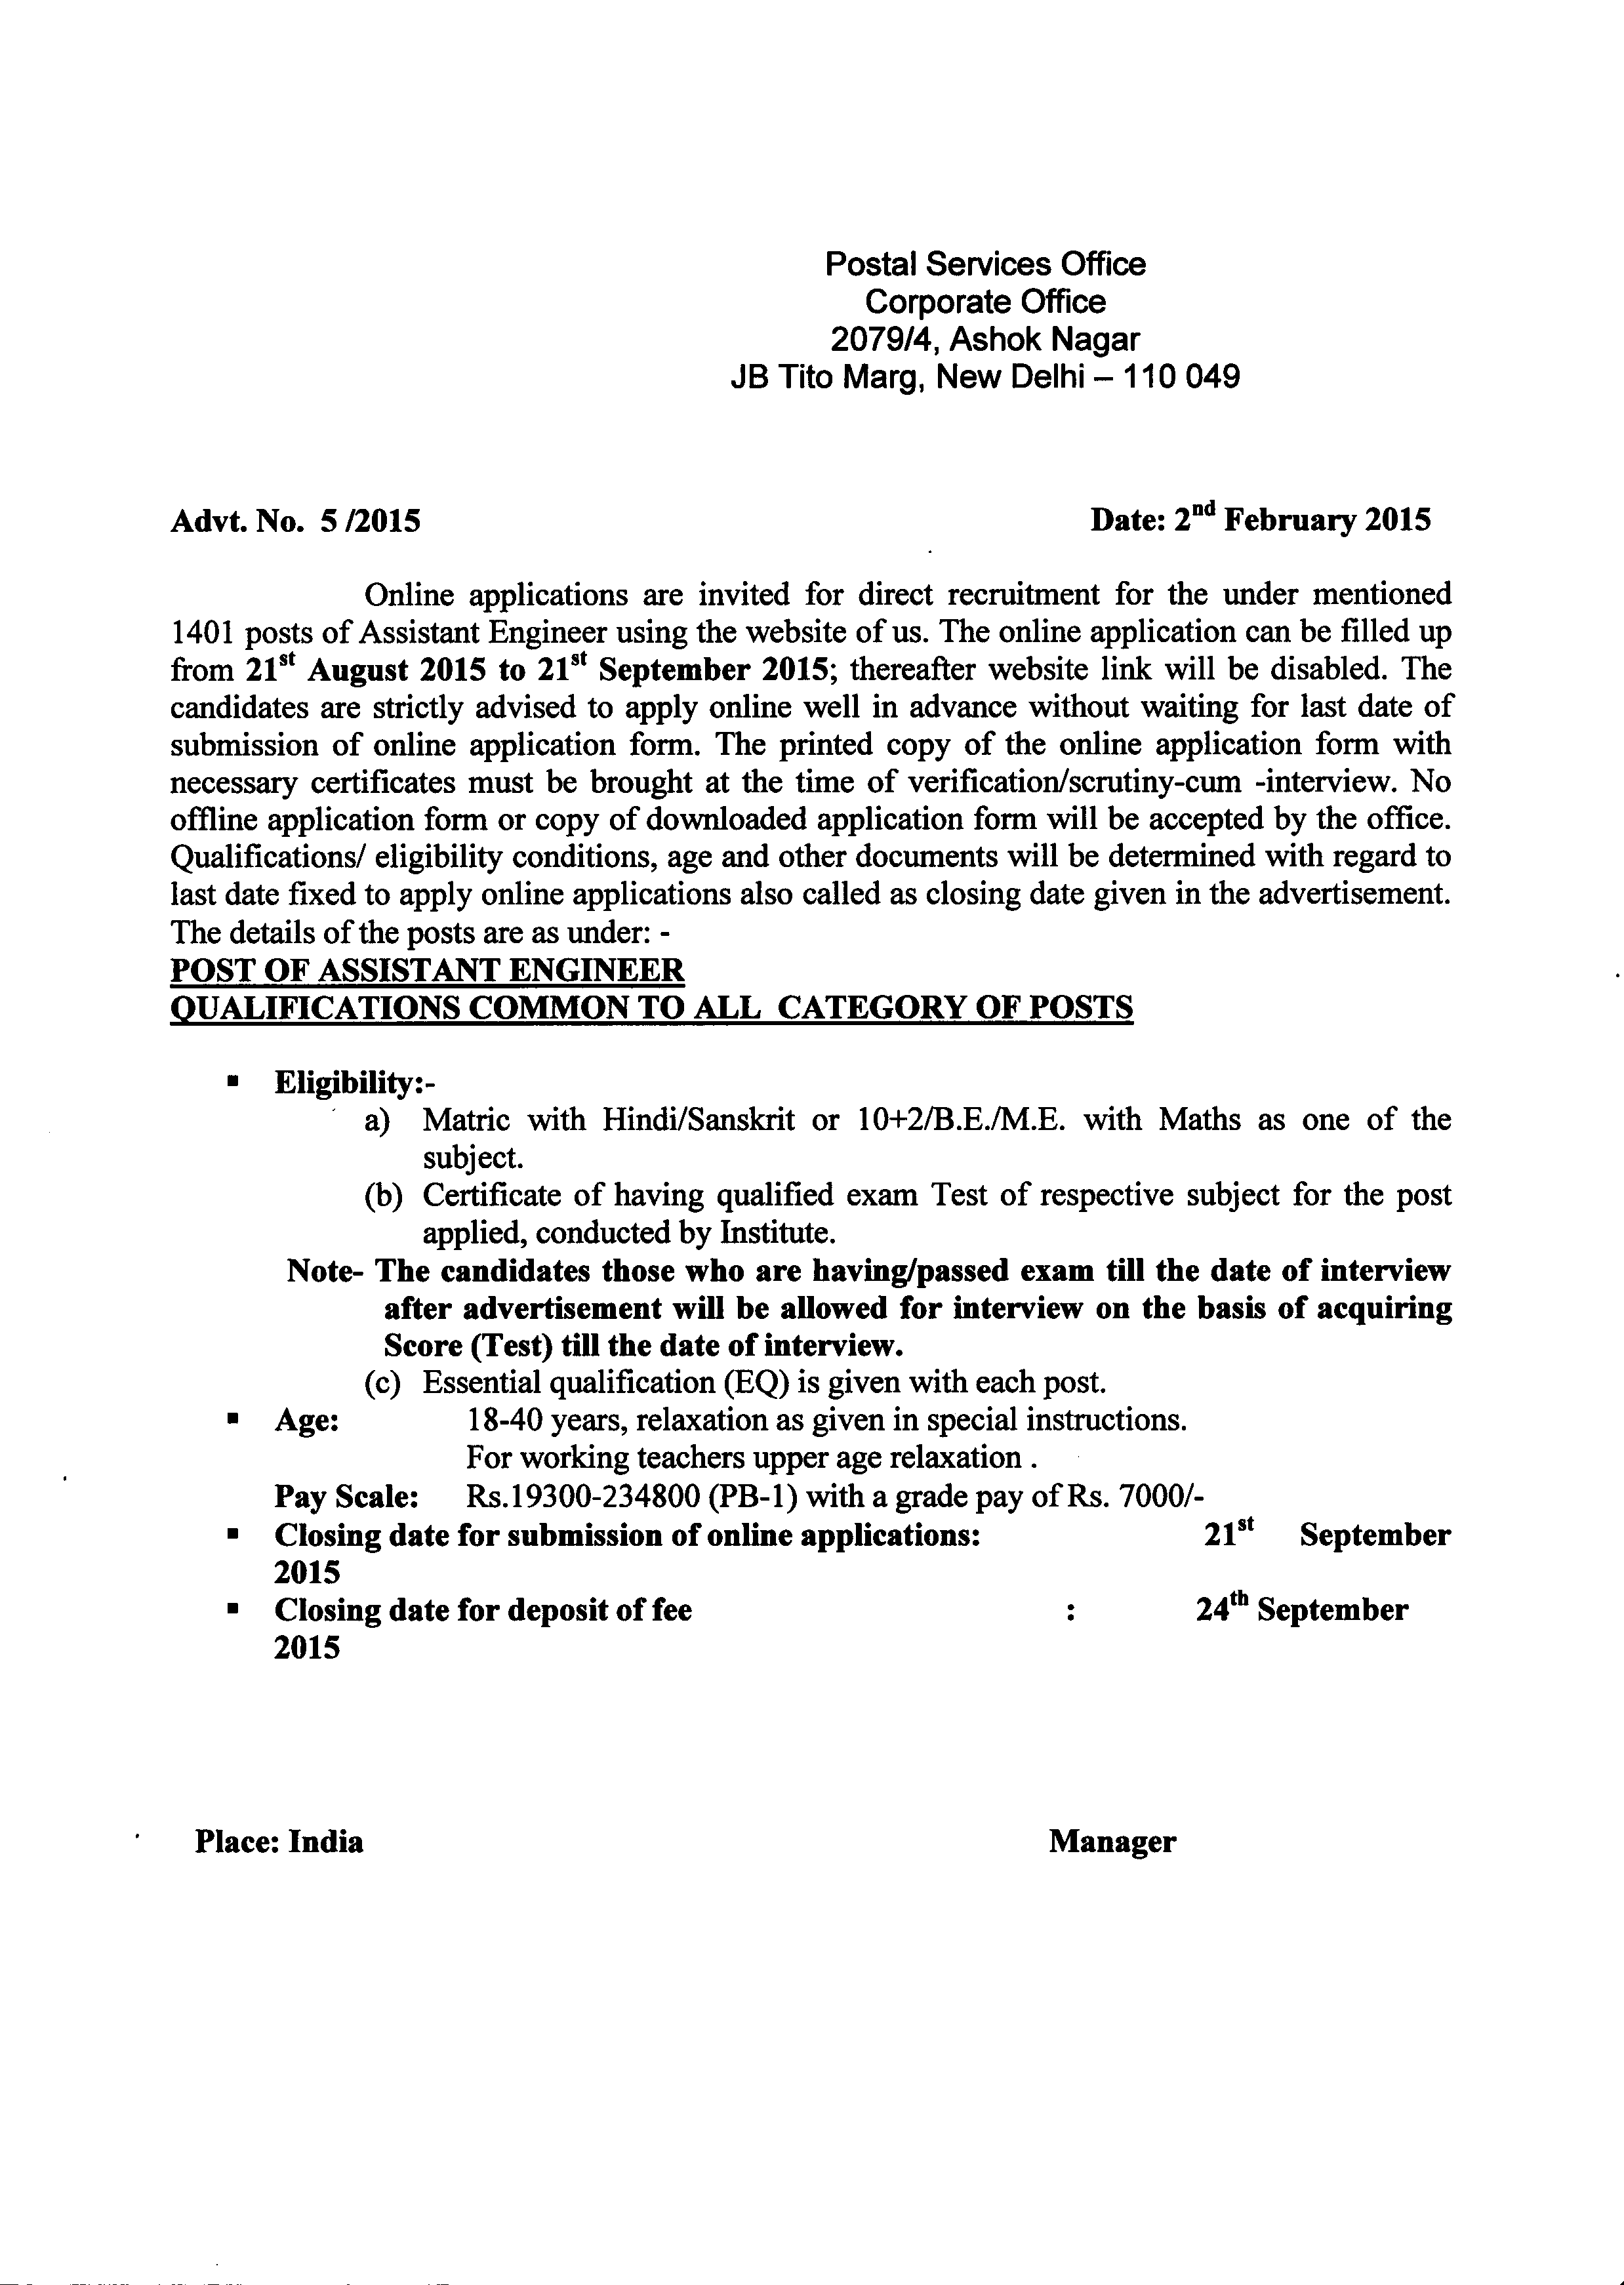 Postal Services Office
Corporate Office
2079/4, Ashok Nagar
JB Tito Marg, New Delhi – 110 049
Advt. No. 5 /2015 Date: 2nd February 2015
Online applications are invited for direct recruitment for the under mentioned
1401 posts of Assistant Engineer using the website of us. The online application can be filled up
from 21st August 2015 to 21st September 2015; thereafter website link will be disabled. The
candidates are strictly advised to apply online well in advance without waiting for last date of
submission of online application form. The printed copy of the online application form with
necessary certificates must be brought at the time of verification/scrutiny-cum -interview. No
offline application form or copy of downloaded application form will be accepted by the office.
Qualifications/ eligibility conditions, age and other documents will be determined with regard to
last date fixed to apply online applications also called as closing date given in the advertisement.
The details of the posts are as under: -
POST OF ASSISTANT ENGINEER
QUALIFICATIONS COMMON TO ALL CATEGORY OF POSTS
▪ Eligibility:-
a) Matric with Hindi/Sanskrit or 10+2/B.E./M.E. with Maths as one of the
subject.
(b) Certificate of having qualified exam Test of respective subject for the post
applied, conducted by Institute.
Note- The candidates those who are having/passed exam till the date of interview
after advertisement will be allowed for interview on the basis of acquiring
Score (Test) till the date of interview.
(c) Essential qualification (EQ) is given with each post.
▪ Age: 18-40 years, relaxation as given in special instructions.
For working teachers upper age relaxation .
Pay Scale: Rs.19300-234800 (PB-1) with a grade pay of Rs. 7000/-
▪ Closing date for submission of online applications: 21st September
2015
▪ Closing date for deposit of fee : 24th September
2015
Place: India Manager